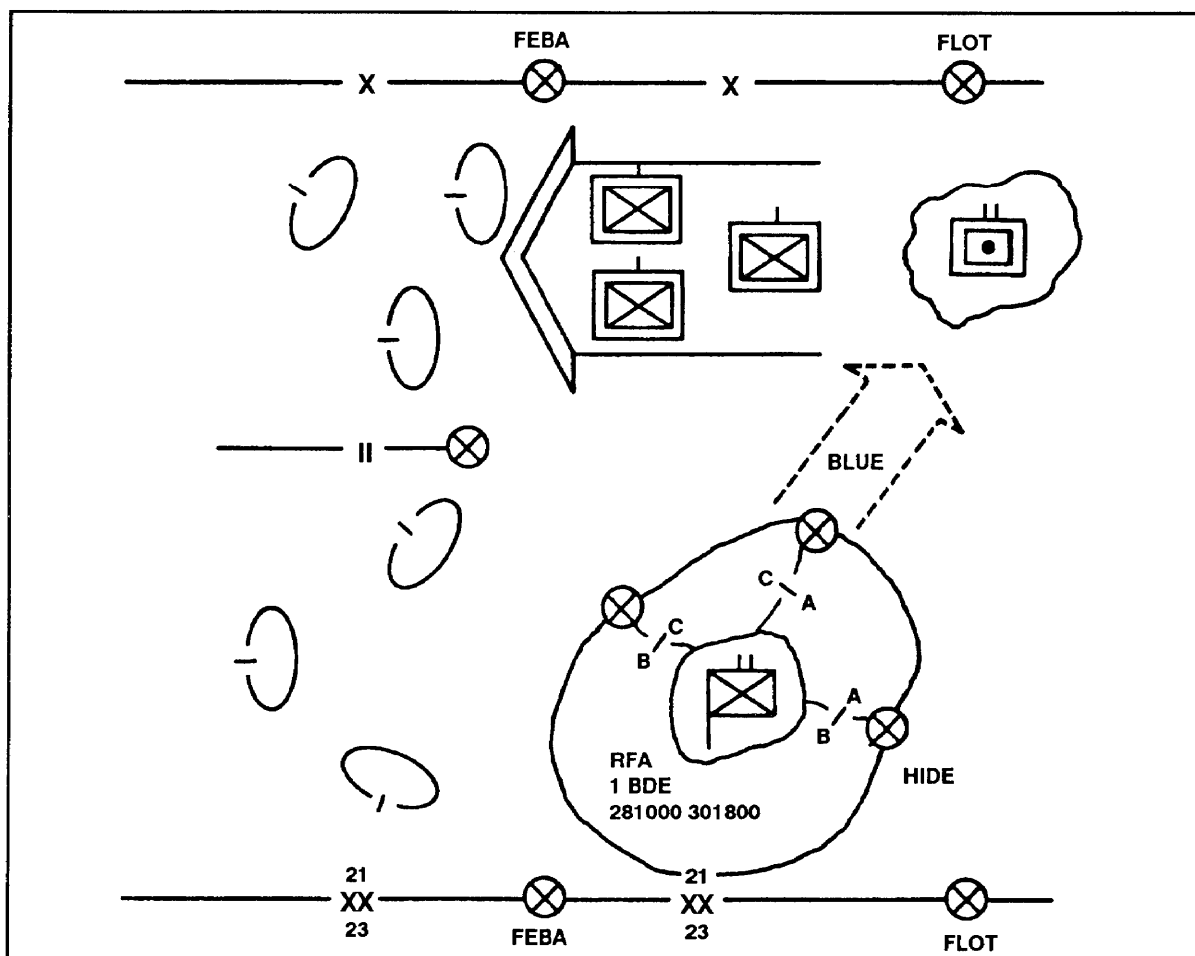 FEBA
FLOT
X
X
II
BLUE
C
A
C
B
A
B
RFA
1 BDE
281000 301800
HIDE
21
XX
23
21
XX
23
FEBA
FLOT